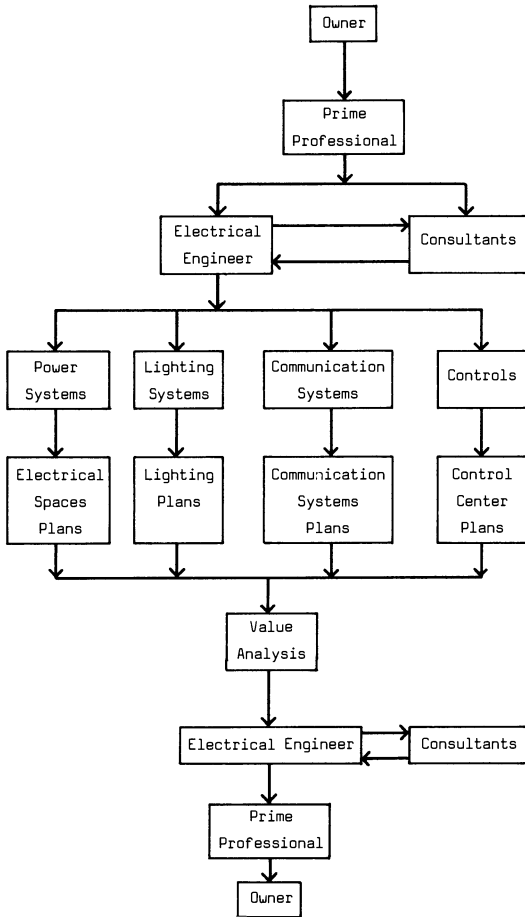 Owner
Prime
Professional
Electrical
Engineer
Consultants
Power
Systems
Lighting
Systems
Communication
Systems
Controls
Electrical
Spaces
Plans
Lighting
Plans
Communication
Systems
Plans
Control
Center
Plans
Value
Analysis
Electrical Engineer
Consultants
Prime
Professional
Owner